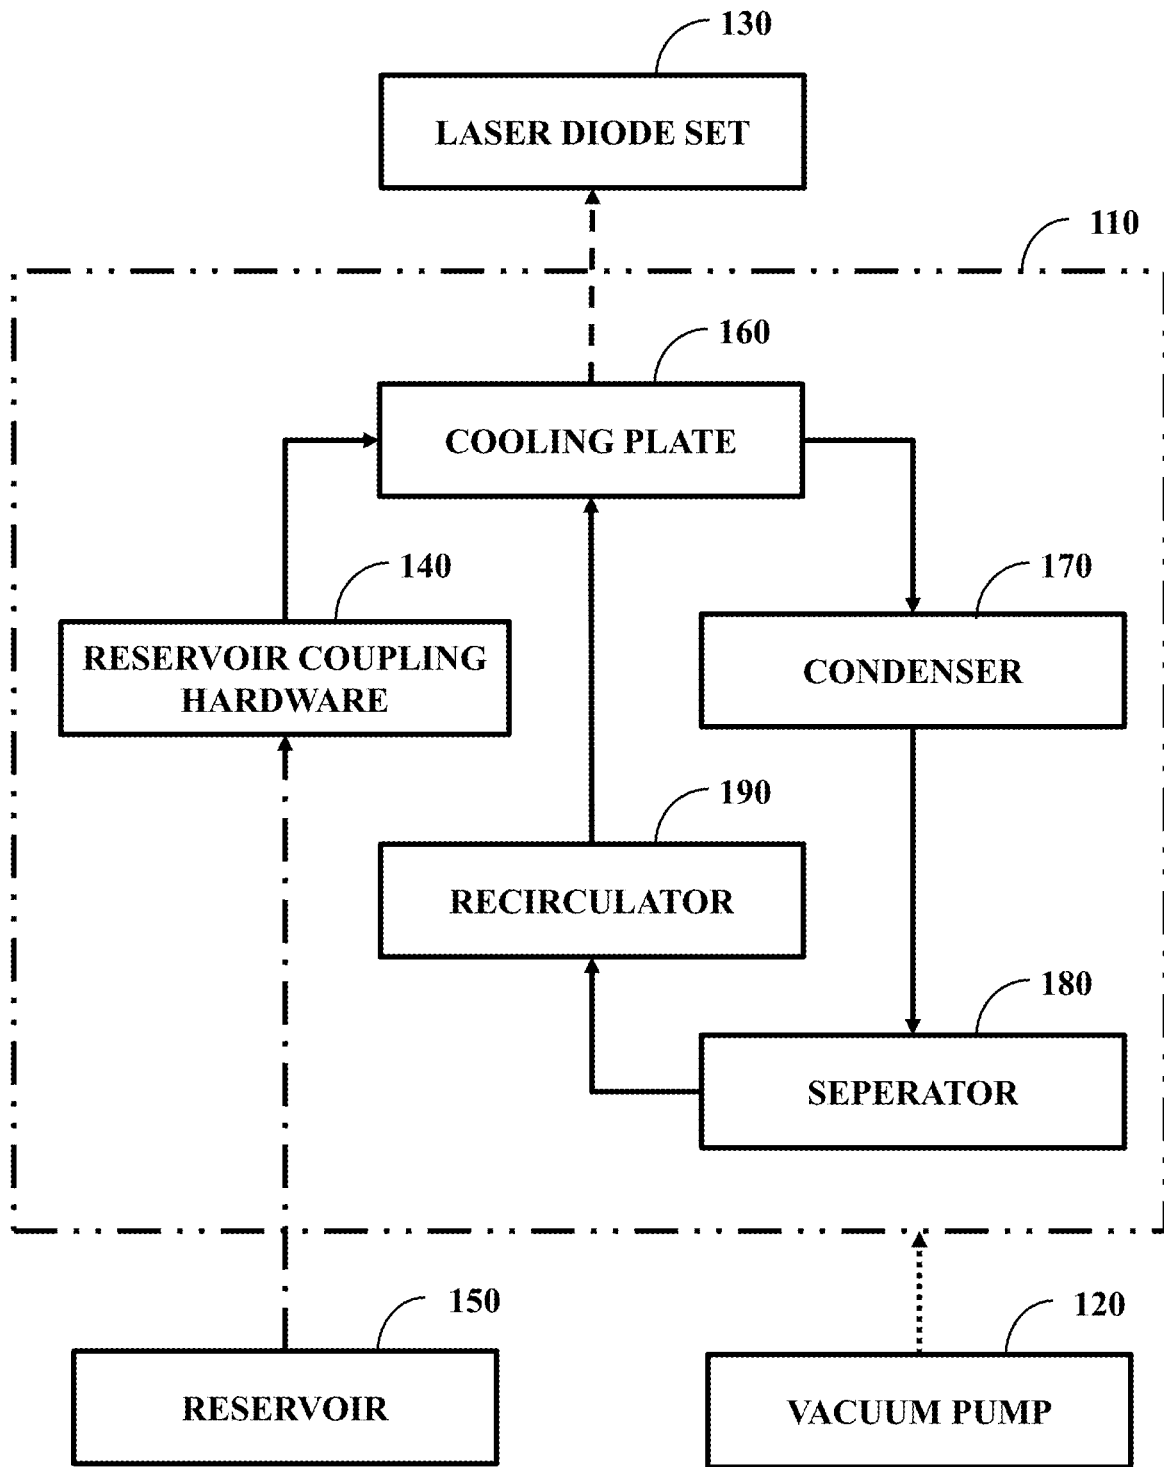 130
LASER DIODE SET
110
160
COOLING PLATE
140
170
RESERVOIR COUPLING
HARDWARE
CONDENSER
190
RECIRCULATOR
180
SEPERATOR
150
120
RESERVOIR
VACUUM PUMP